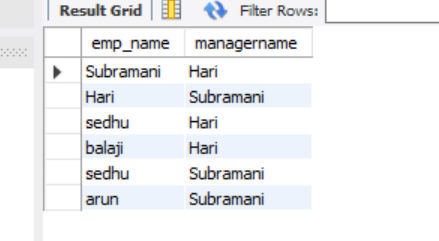 Result Grid Filter Rows:
emp_name managername
Subramani Hari
Hari Subramani
sedhu Hari
balaji Hari
sedhu Subramani
arun Subramani